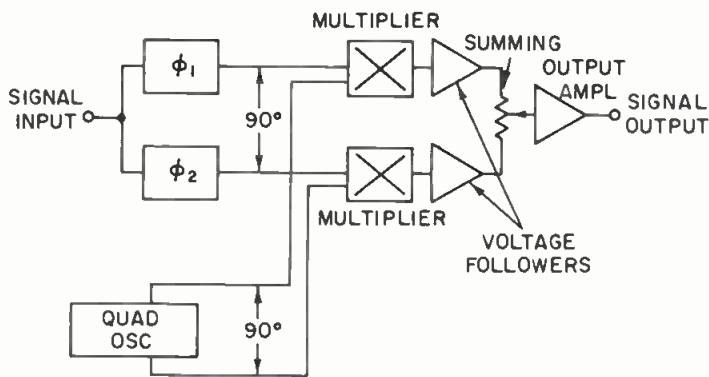 MULTIPLIER
SUMMING
OUTPUT
AMPL
SIGNAL
INPUT
ϕ1
90°
SIGNAL
OUTPUT
ϕ2
MULTIPLIER
VOLTAGE
FOLLOWERS
QUAD
OSC
90°